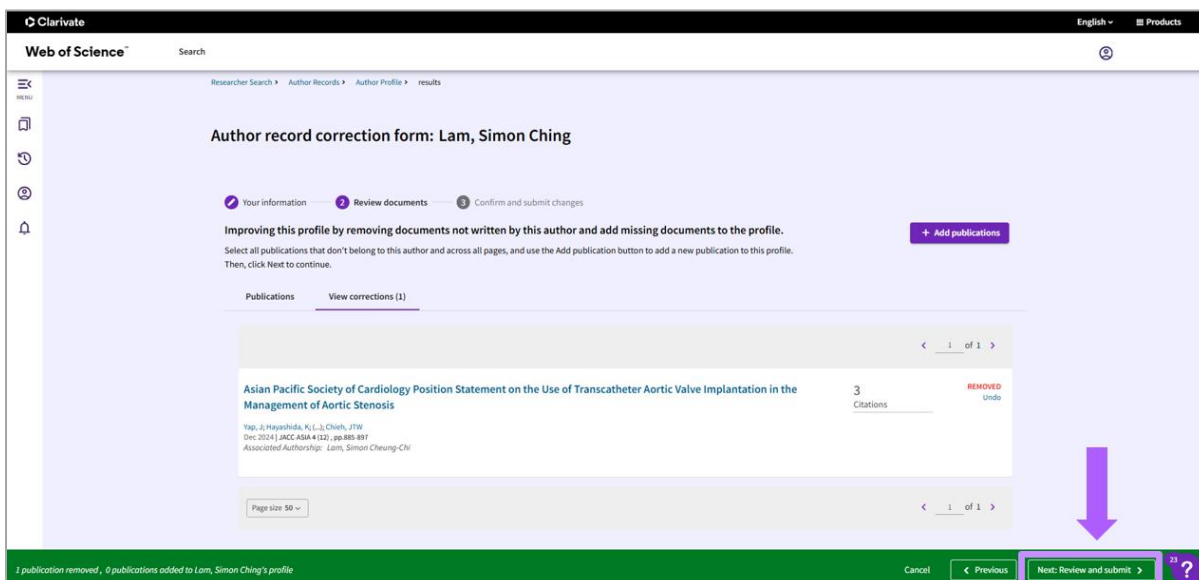 Clarivate
English
Products
Web of Science™
Search
MENU
Researcher Search > Author Records > Author Profile > results
Author record correction form: Lam, Simon Ching
Your information
2 Review documents
3 Confirm and submit changes
Improving this profile by removing documents not written by this author and add missing documents to the profile.
+ Add publications
Select all publications that don't belong to this author and across all pages, and use the Add publication button to add a new publication to this profile.
Then, click Next to continue.
Publications
View corrections (1)
< 1 of 1 >
Asian Pacific Society of Cardiology Position Statement on the Use of Transcatheter Aortic Valve Implantation in the
Management of Aortic Stenosis
3
Citations
REMOVED
Undo
Yap, J; Hayashida, K; (...); Chieh, JTW
Dec 2024 | JACC-ASIA 4 (12) , pp.885-897
Associated Authorship: Lam, Simon Cheung-Chi
Page size 50
< 1 of 1 >
1 publication removed , 0 publications added to Lam, Simon Ching's profile
Cancel
< Previous
Next: Review and submit >
23
?